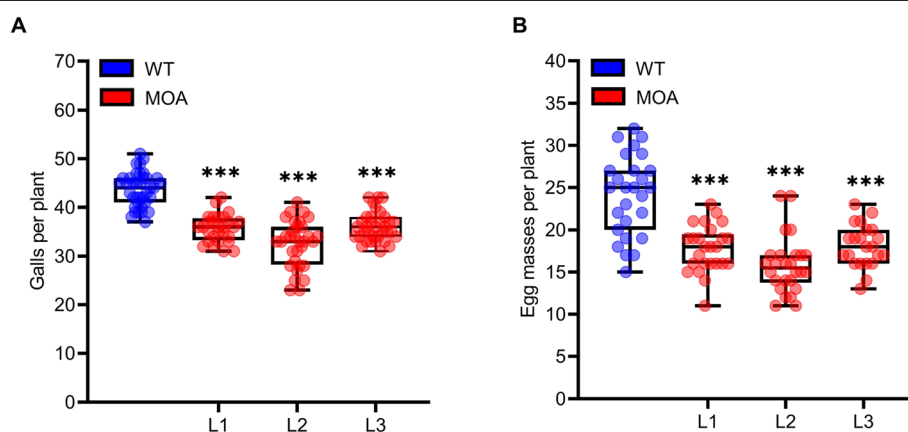 A
B
Galls per plant
70
60
50
40
30
20
10
0
WT
MOA
***
***
***
L1
L2
L3
Egg masses per plant
40
35
30
25
20
15
10
5
0
WT
MOA
***
***
***
L1
L2
L3